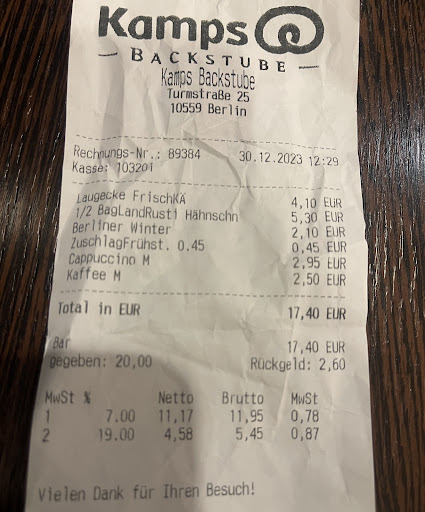 Kamps
— BACKSTUBE —
Kamps Backstube
Turmstraße 25
10559 Berlin
Rechnungs-Nr.: 89384 30.12.2023 12:29
Kasse: 103201
Laugecke FrischKÄ 4,10 EUR
1/2 BagLandRusti Hähnschn 5,30 EUR
Berliner Winter 2,10 EUR
ZuschlagFrühst. 0.45 0,45 EUR
Cappuccino M 2,95 EUR
Kaffee M 2,50 EUR
Total in EUR 17,40 EUR
Bar 17,40 EUR
gegeben: 20,00 Rückgeld: 2,60
MwSt % Netto Brutto MwSt
1 7.00 11,17 11,95 0,78
2 19.00 4,58 5,45 0,87
Vielen Dank für Ihren Besuch!